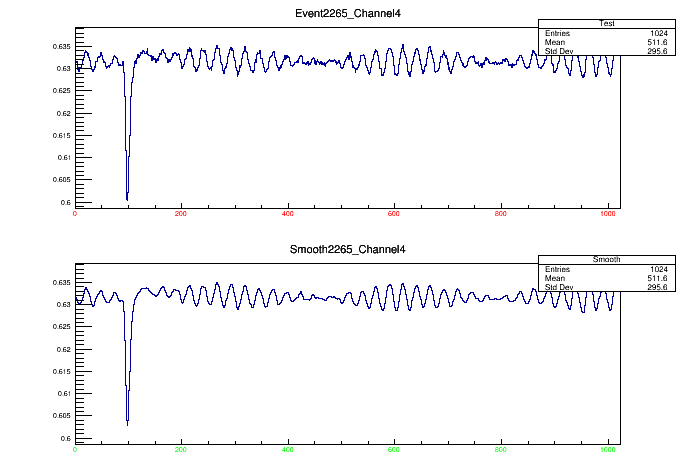 Event2265_Channel4
Test
Entries 1024
Mean 511.6
Std Dev 295.6
0.635
0.63
0.625
0.62
0.615
0.61
0.605
0.6
0 200 400 600 800 1000
Smooth2265_Channel4
Smooth
Entries 1024
Mean 511.6
Std Dev 295.6
0.635
0.63
0.625
0.62
0.615
0.61
0.605
0.6
0 200 400 600 800 1000